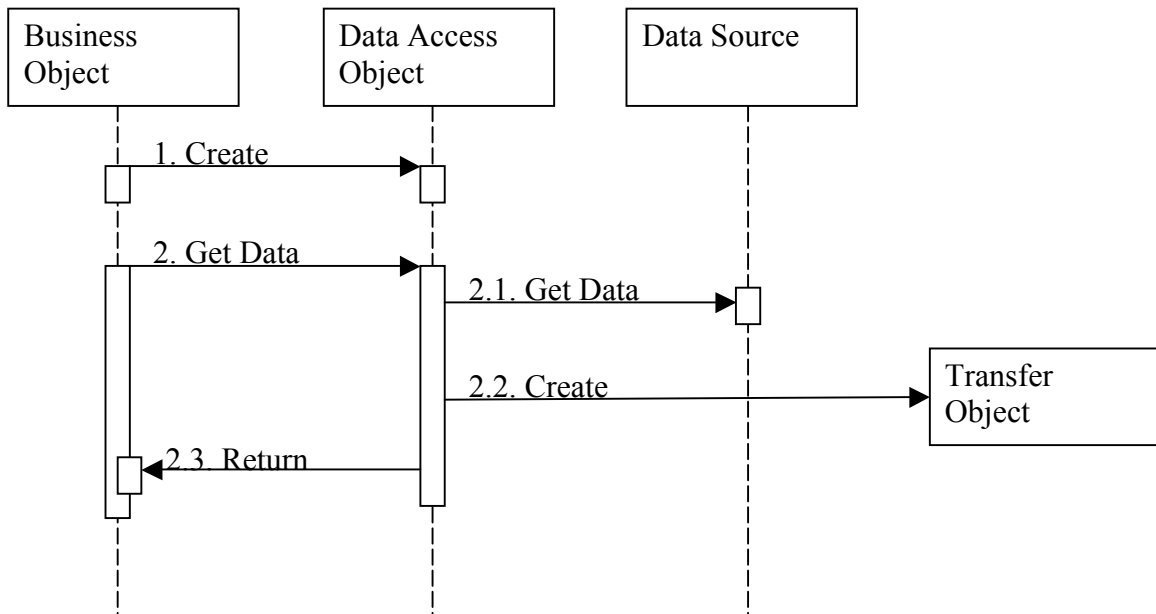 Business
Object
Data Access
Object
Data Source
1. Create
2. Get Data
2.1. Get Data
2.2. Create
Transfer
Object
2.3. Return